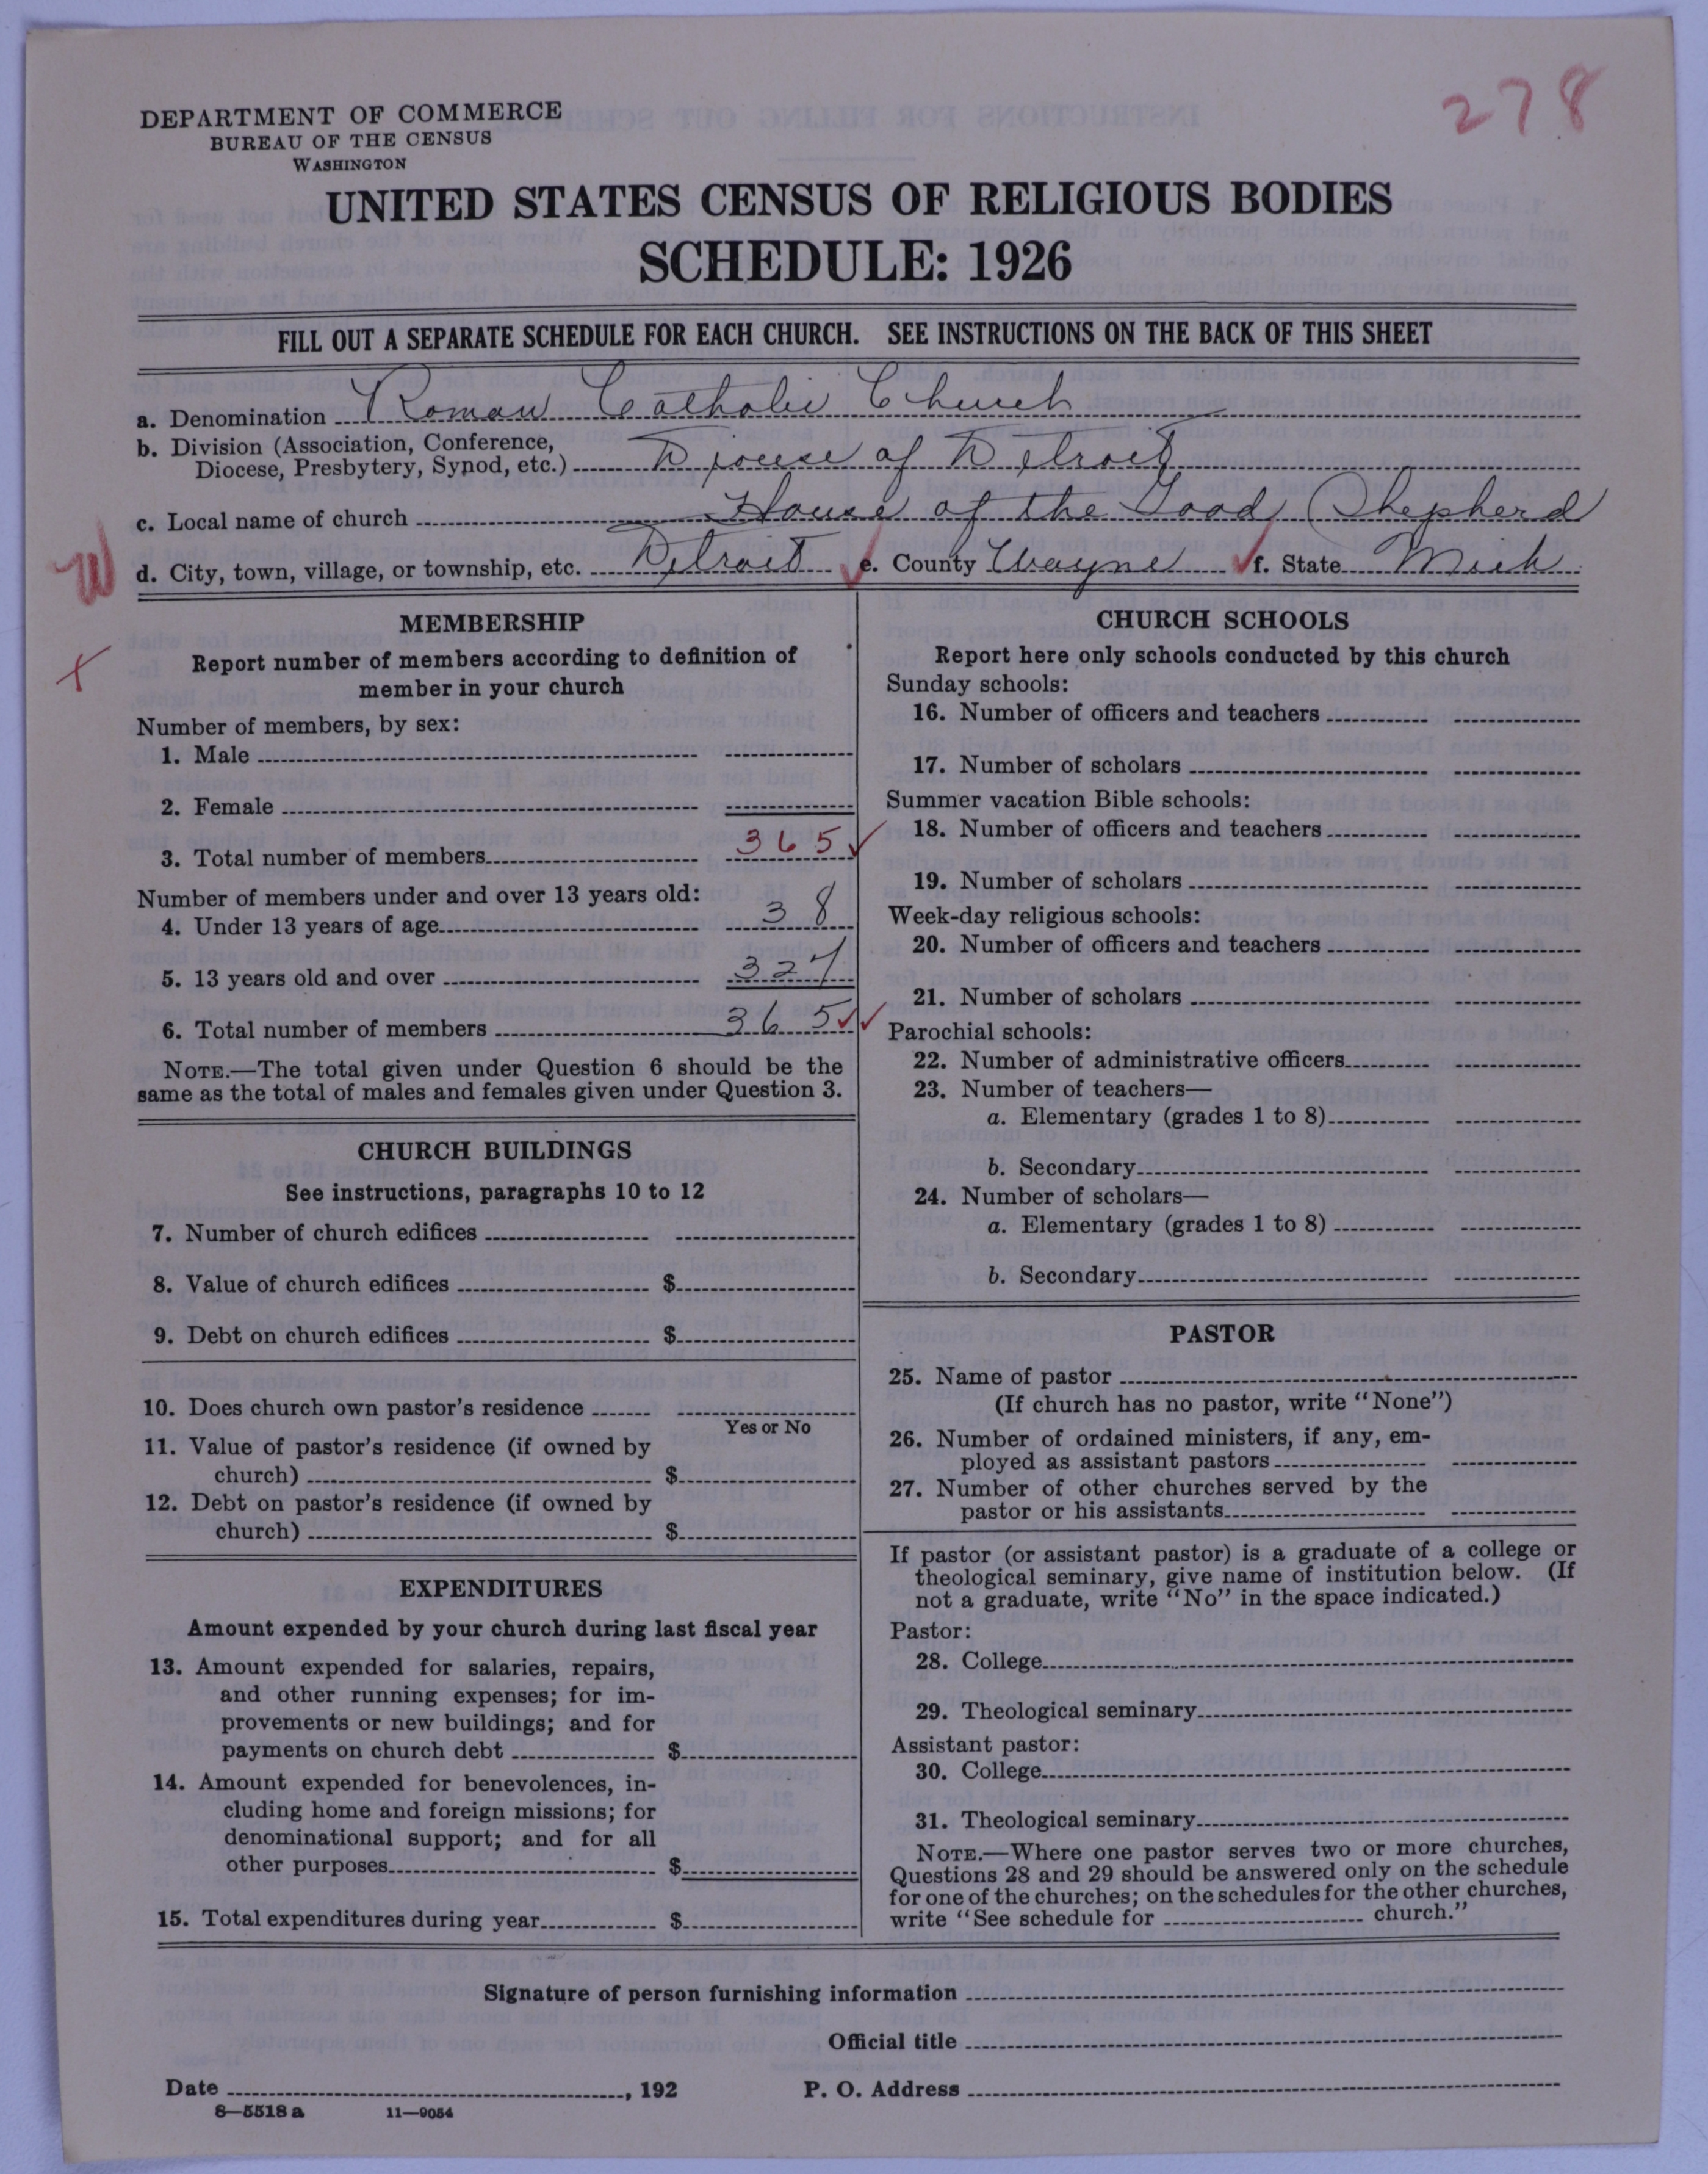 278
DEPARTMENT OF COMMERCE
BUREAU OF THE CENSUS
WASHINGTON
UNITED STATES CENSUS OF RELIGIOUS BODIES
SCHEDULE: 1926
FILL OUT A SEPARATE SCHEDULE FOR EACH CHURCH. SEE INSTRUCTIONS ON THE BACK OF THIS SHEET
a. Denomination Roman Catholic Church
b. Division (Association, Conference,
Diocese, Presbytery, Synod, etc.) Diocese of Detroit
c. Local name of church House of the Good Shepherd
W
d. City, town, village, or township, etc. Detroit e. County Wayne f. State Mich
MEMBERSHIP
Report number of members according to definition of
member in your church
Number of members, by sex:
1. Male
2. Female
3. Total number of members 365
Number of members under and over 13 years old:
4. Under 13 years of age 38
5. 13 years old and over 327
6. Total number of members 365
NOTE.—The total given under Question 6 should be the
same as the total of males and females given under Question 3.
CHURCH BUILDINGS
See instructions, paragraphs 10 to 12
7. Number of church edifices
8. Value of church edifices $
9. Debt on church edifices $
10. Does church own pastor's residence
Yes or No
11. Value of pastor's residence (if owned by
church) $
12. Debt on pastor's residence (if owned by
church) $
EXPENDITURES
Amount expended by your church during last fiscal year
13. Amount expended for salaries, repairs,
and other running expenses; for im-
provements or new buildings; and for
payments on church debt $
14. Amount expended for benevolences, in-
cluding home and foreign missions; for
denominational support; and for all
other purposes $
15. Total expenditures during year $
CHURCH SCHOOLS
Report here only schools conducted by this church
Sunday schools:
16. Number of officers and teachers
17. Number of scholars
Summer vacation Bible schools:
18. Number of officers and teachers
19. Number of scholars
Week-day religious schools:
20. Number of officers and teachers
21. Number of scholars
Parochial schools:
22. Number of administrative officers
23. Number of teachers—
a. Elementary (grades 1 to 8)
b. Secondary
24. Number of scholars—
a. Elementary (grades 1 to 8)
b. Secondary
PASTOR
25. Name of pastor
(If church has no pastor, write "None")
26. Number of ordained ministers, if any, em-
ployed as assistant pastors
27. Number of other churches served by the
pastor or his assistants
If pastor (or assistant pastor) is a graduate of a college or
theological seminary, give name of institution below. (If
not a graduate, write "No" in the space indicated.)
Pastor:
28. College
29. Theological seminary
Assistant pastor:
30. College
31. Theological seminary
NOTE.—Where one pastor serves two or more churches,
Questions 28 and 29 should be answered only on the schedule
for one of the churches; on the schedules for the other churches,
write "See schedule for church."
Signature of person furnishing information
Official title
Date , 192 P. O. Address
8—5518 a 11—9054